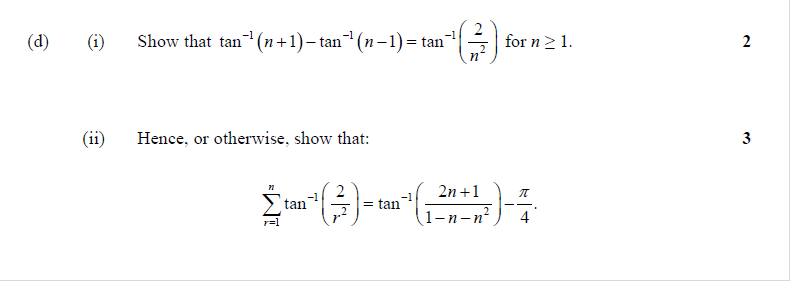 (d) (i) Show that tan⁻¹(n+1)−tan⁻¹(n−1) = tan⁻¹(2/n²) for n ≥ 1. 2
(ii) Hence, or otherwise, show that: 3
∑_{r=1}^{n} tan⁻¹(2/r²) = tan⁻¹((2n+1)/(1−n−n²)) − π/4.